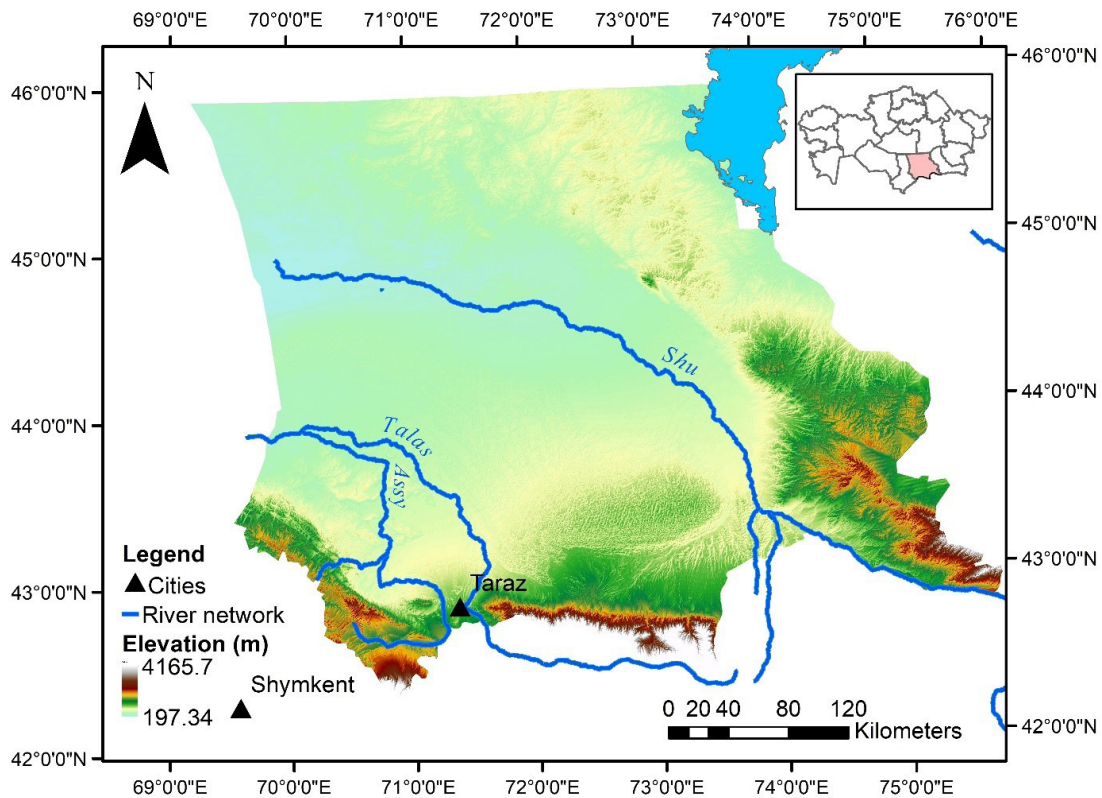 69°0'0"E 70°0'0"E 71°0'0"E 72°0'0"E 73°0'0"E 74°0'0"E 75°0'0"E 76°0'0"E
N
46°0'0"N
46°0'0"N
45°0'0"N
45°0'0"N
44°0'0"N
44°0'0"N
43°0'0"N
43°0'0"N
42°0'0"N
42°0'0"N
Shu
Talas
Assy
Taraz
Legend
Cities
River network
Elevation (m)
4165.7
197.34
Shymkent
0 20 40 80 120
Kilometers
69°0'0"E 70°0'0"E 71°0'0"E 72°0'0"E 73°0'0"E 74°0'0"E 75°0'0"E